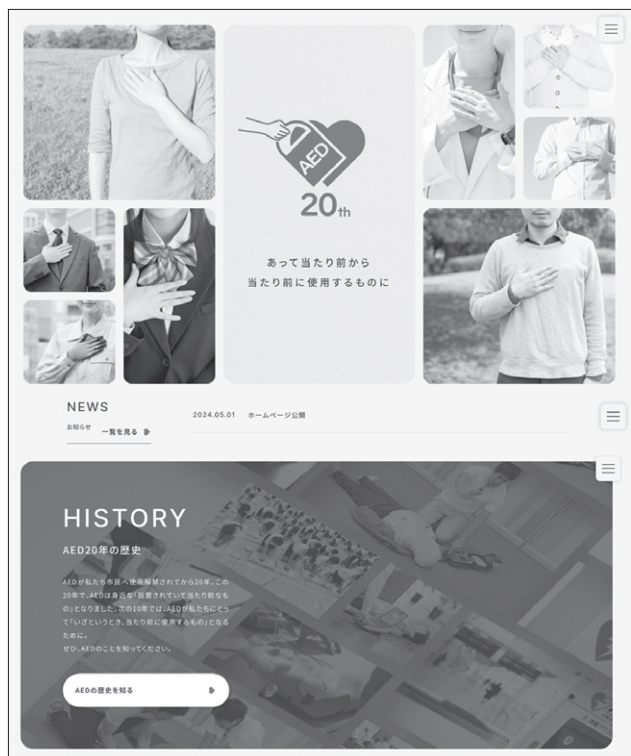 AED
20th
あって当たり前から
当たり前に使用するものに
NEWS
お知らせ
一覧を見る
2024.05.01 ホームページ公開
HISTORY
AED20年の歴史
AEDが私たち市民へ使用解禁されてから20年。この
20年で、AEDは身近な「設置されていて当たり前なも
の」となりました。次の10年では、AEDが私たちにとっ
て「いざというとき、当たり前に使用するもの」となる
ために。
ぜひ、AEDのことを知ってください。
AEDの歴史を知る